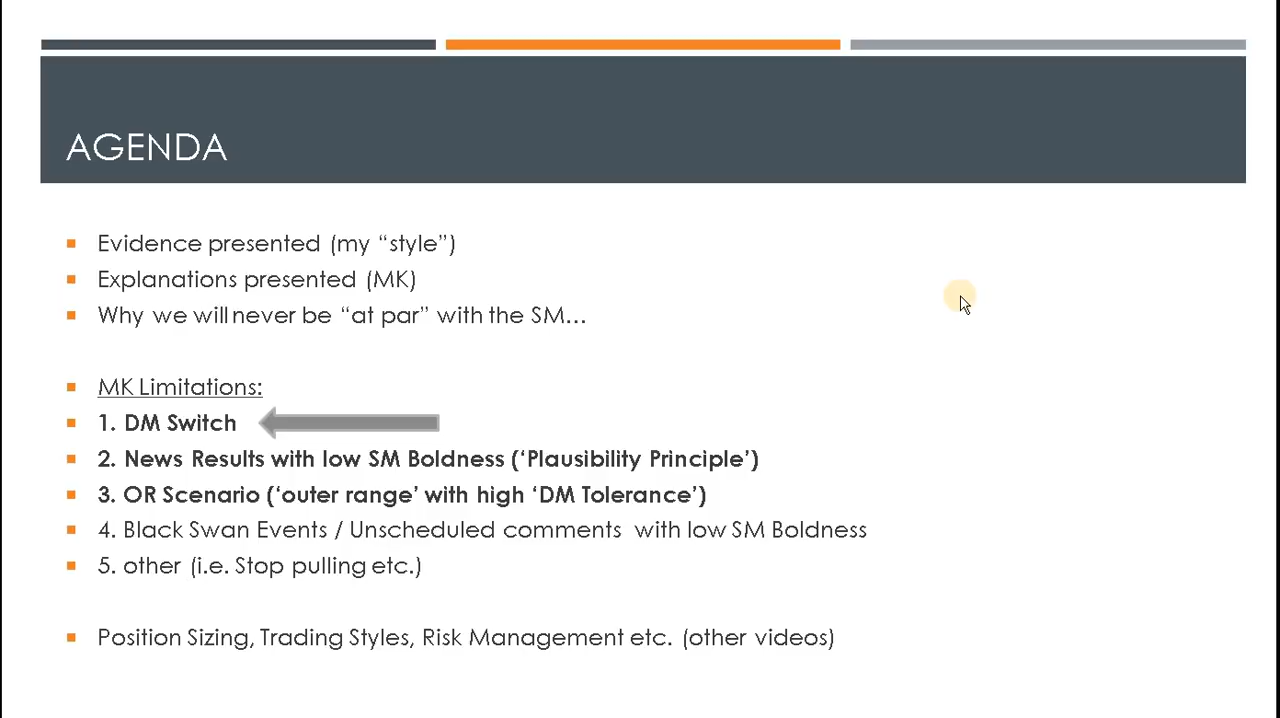 AGENDA
Evidence presented (my “style”)
Explanations presented (MK)
Why we will never be “at par” with the SM…
MK Limitations:
1. DM Switch
2. News Results with low SM Boldness (‘Plausibility Principle’)
3. OR Scenario (‘outer range’ with high ‘DM Tolerance’)
4. Black Swan Events / Unscheduled comments with low SM Boldness
5. other (i.e. Stop pulling etc.)
Position Sizing, Trading Styles, Risk Management etc. (other videos)